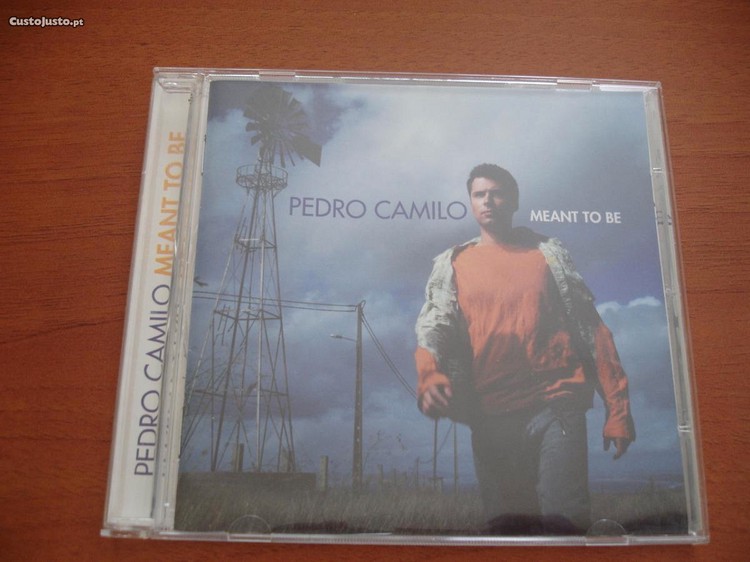 CustoJusto.pt
PEDRO CAMILO MEANT TO BE
PEDRO CAMILO
MEANT TO BE